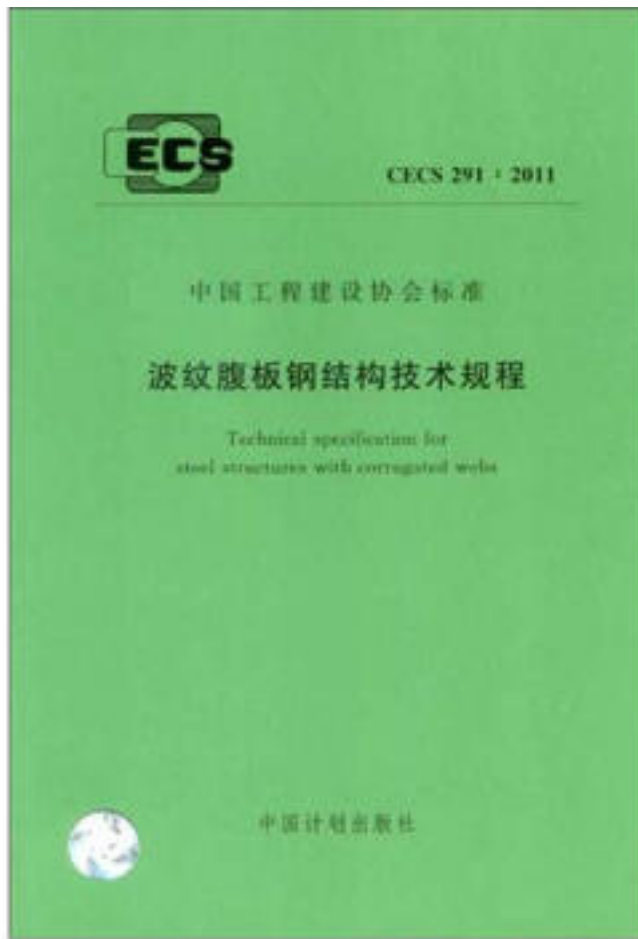 ECS
CECS 291：2011
中国工程建设协会标准
波纹腹板钢结构技术规程
Technical specification for
steel structures with corrugated webs
中国计划出版社